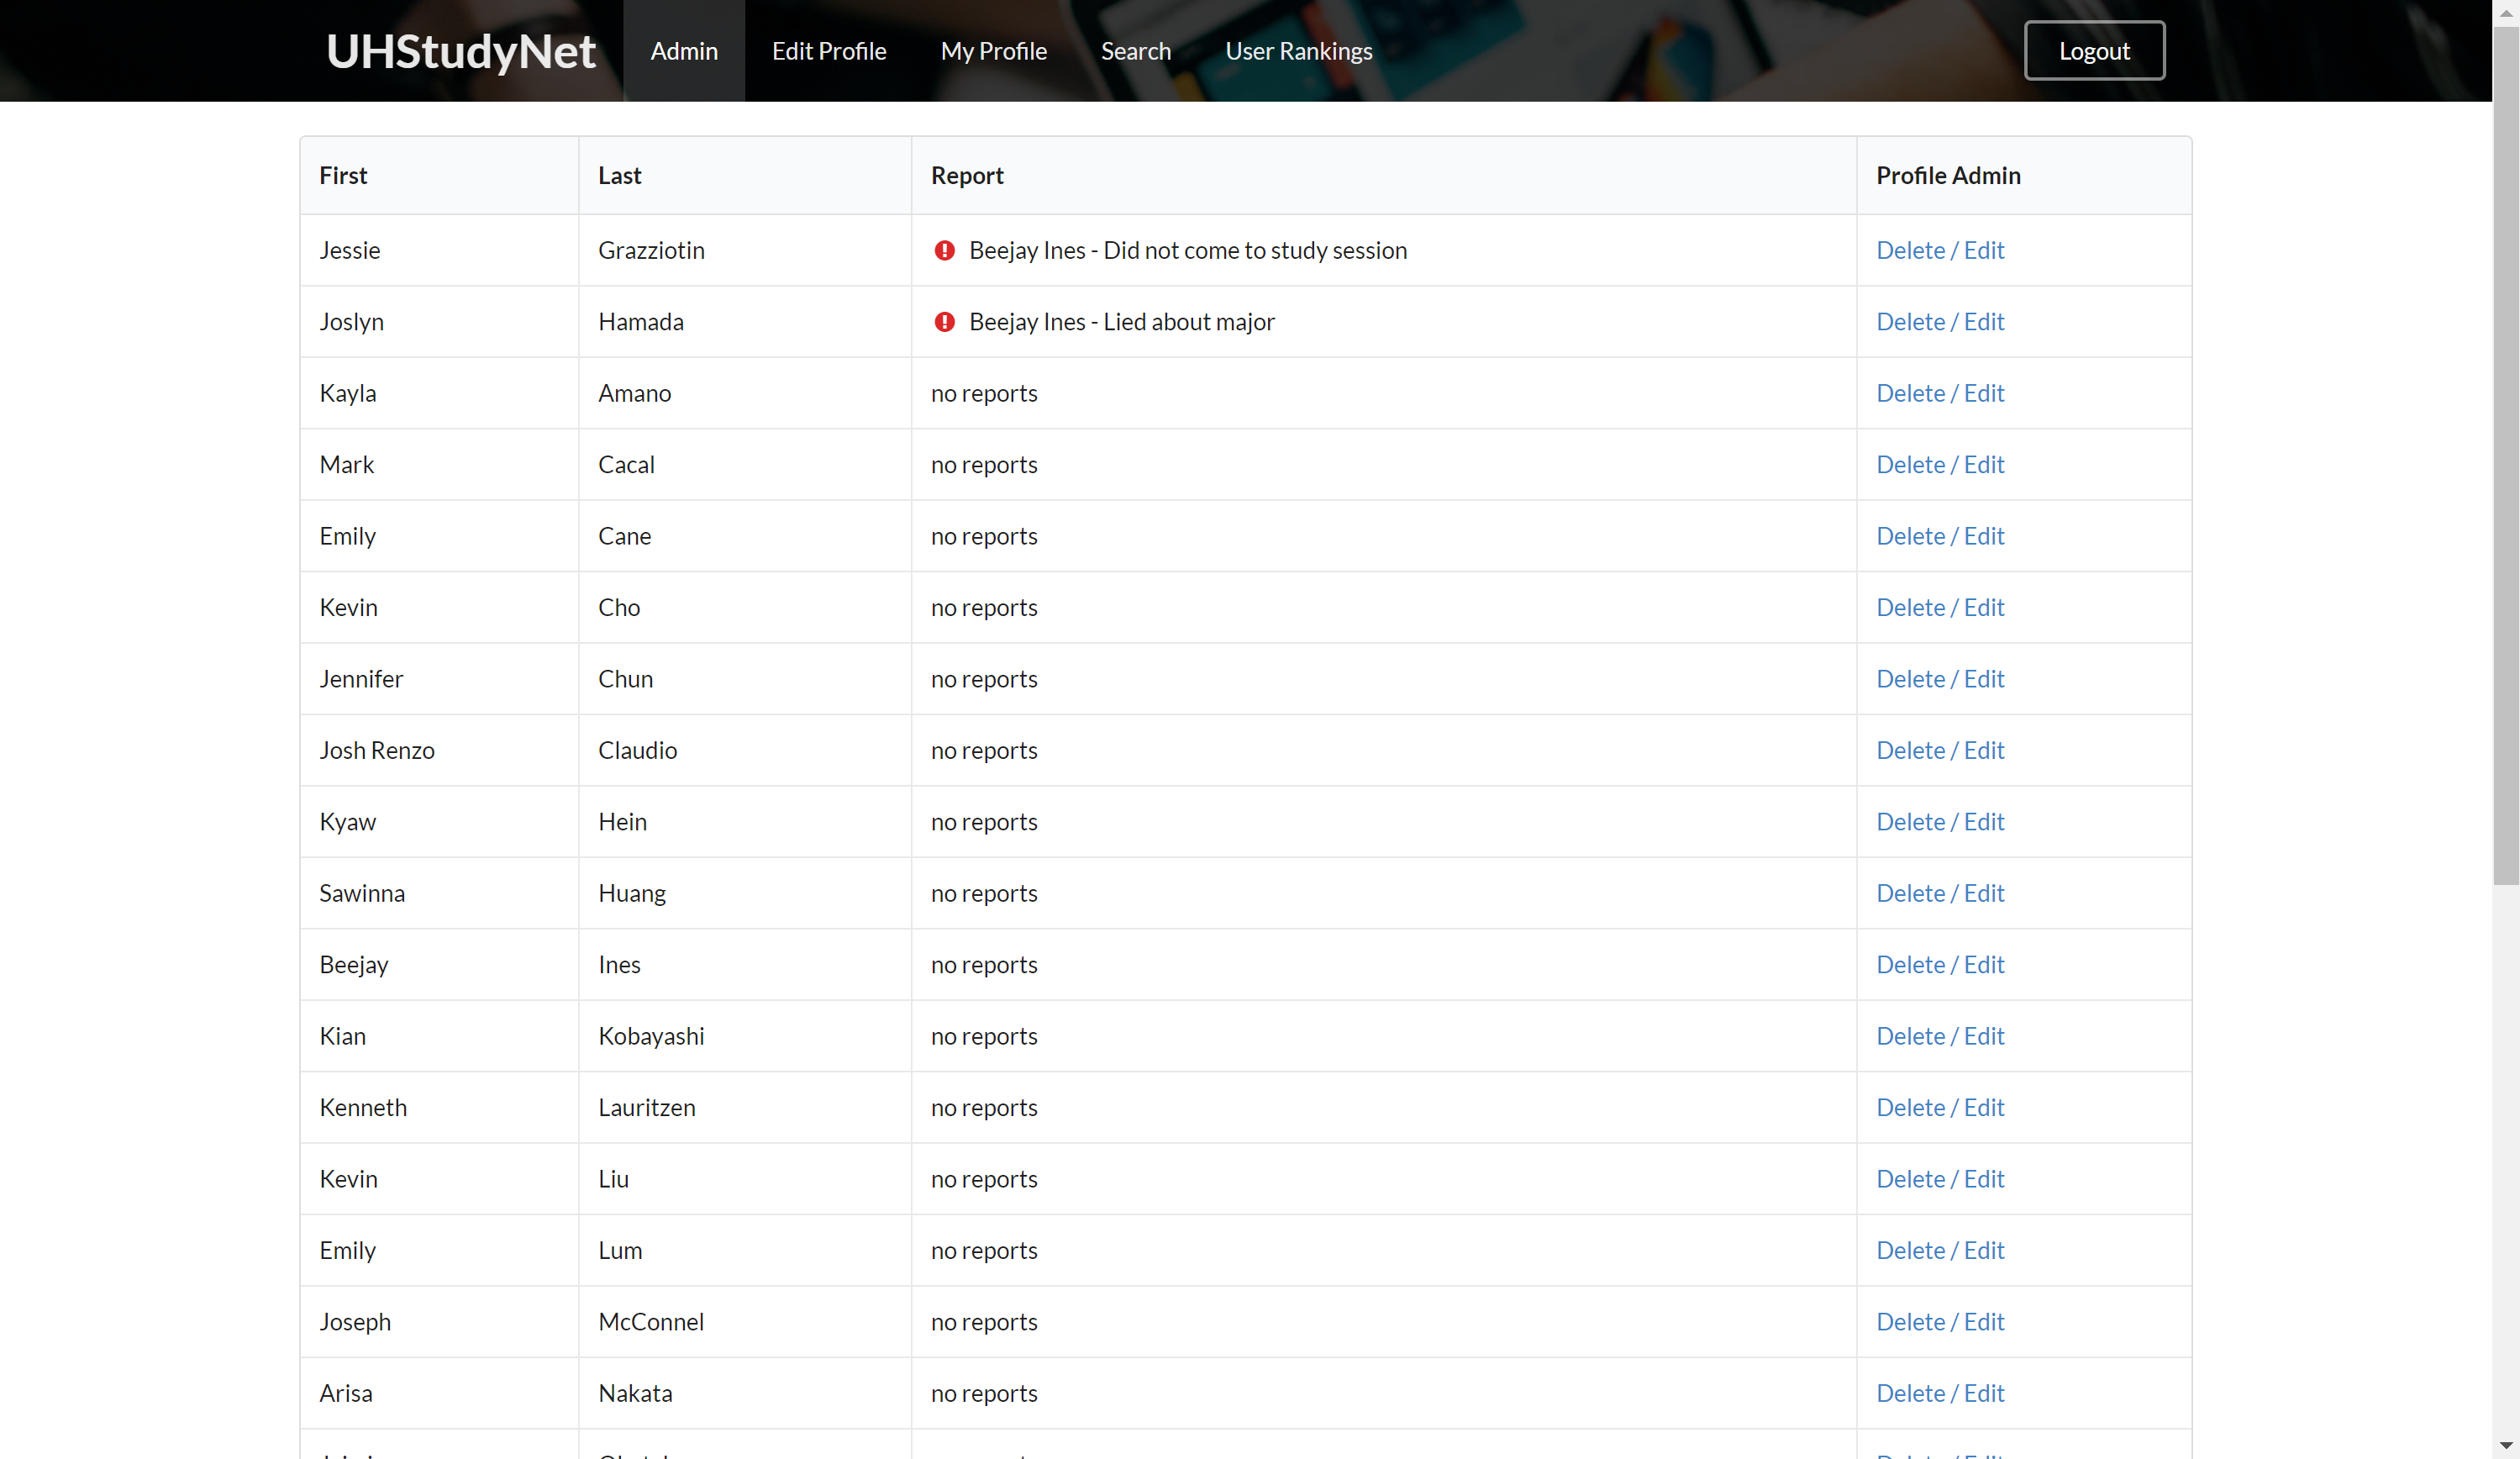 UHStudyNet Admin Edit Profile My Profile Search User Rankings Logout
First Last Report Profile Admin
Jessie Grazziotin Beejay Ines - Did not come to study session Delete / Edit
Joslyn Hamada Beejay Ines - Lied about major Delete / Edit
Kayla Amano no reports Delete / Edit
Mark Cacal no reports Delete / Edit
Emily Cane no reports Delete / Edit
Kevin Cho no reports Delete / Edit
Jennifer Chun no reports Delete / Edit
Josh Renzo Claudio no reports Delete / Edit
Kyaw Hein no reports Delete / Edit
Sawinna Huang no reports Delete / Edit
Beejay Ines no reports Delete / Edit
Kian Kobayashi no reports Delete / Edit
Kenneth Lauritzen no reports Delete / Edit
Kevin Liu no reports Delete / Edit
Emily Lum no reports Delete / Edit
Joseph McConnel no reports Delete / Edit
Arisa Nakata no reports Delete / Edit